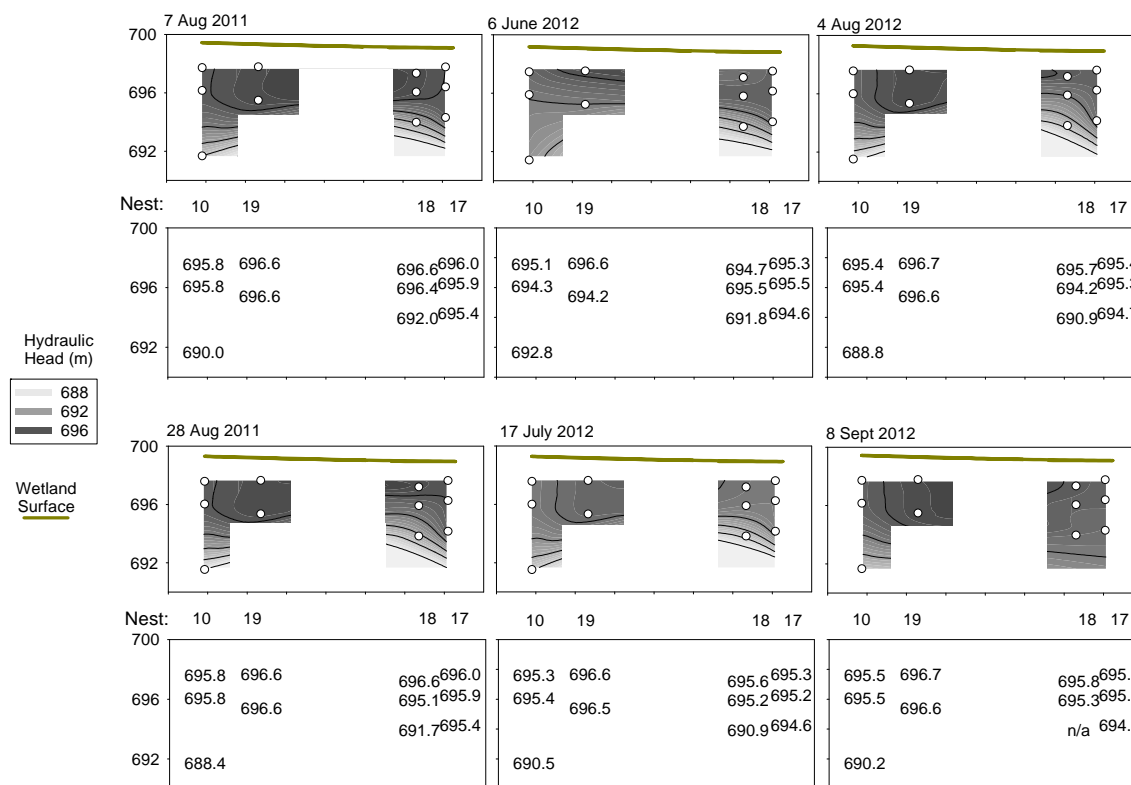 7 Aug 2011 6 June 2012 4 Aug 2012
700
696
692
Nest: 10 19 18 17 10 19 18 17 10 19 18 17
700
695.8 696.6 696.6 696.0 695.1 696.6 694.7 695.3 695.4 696.7 695.7 695.4
696 695.8 696.6 696.4 695.9 694.3 694.2 695.5 695.5 695.4 696.6 694.2 695.3
692.0 695.4 691.8 694.6 690.9 694.7
692 690.0 692.8 688.8
Hydraulic
Head (m)
688
692
696
Wetland
Surface
28 Aug 2011 17 July 2012 8 Sept 2012
700
696
692
Nest: 10 19 18 17 10 19 18 17 10 19 18 17
700
695.8 696.6 696.6 696.0 695.3 696.6 695.6 695.3 695.5 696.7 695.8 695.
696 695.8 696.6 695.1 695.9 695.4 696.5 695.2 695.2 695.5 696.6 695.3 695.
691.7 695.4 690.9 694.6 n/a 694.
692 688.4 690.5 690.2